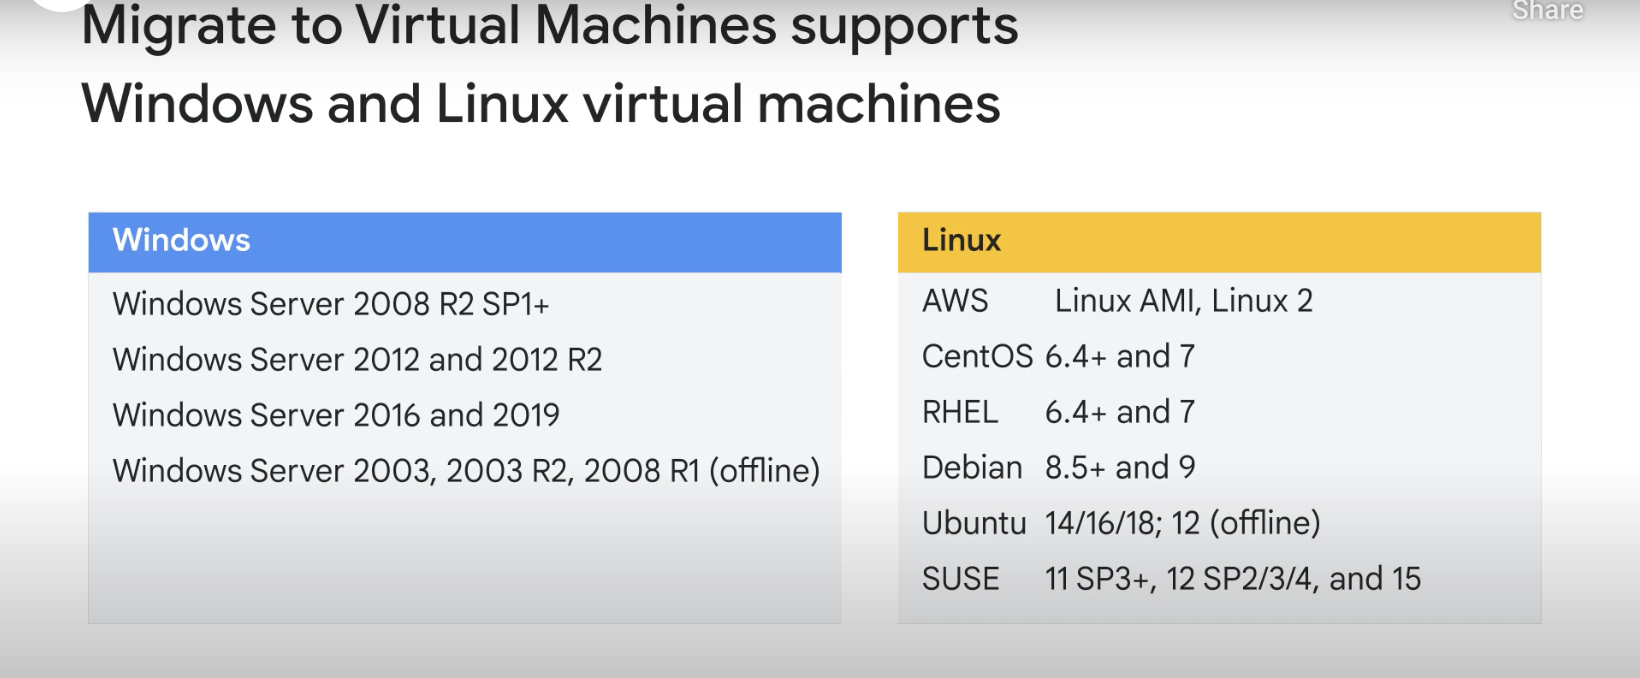 Share
Migrate to Virtual Machines supports
Windows and Linux virtual machines
Windows
Windows Server 2008 R2 SP1+
Windows Server 2012 and 2012 R2
Windows Server 2016 and 2019
Windows Server 2003, 2003 R2, 2008 R1 (offline)
Linux
AWS Linux AMI, Linux 2
CentOS 6.4+ and 7
RHEL 6.4+ and 7
Debian 8.5+ and 9
Ubuntu 14/16/18; 12 (offline)
SUSE 11 SP3+, 12 SP2/3/4, and 15